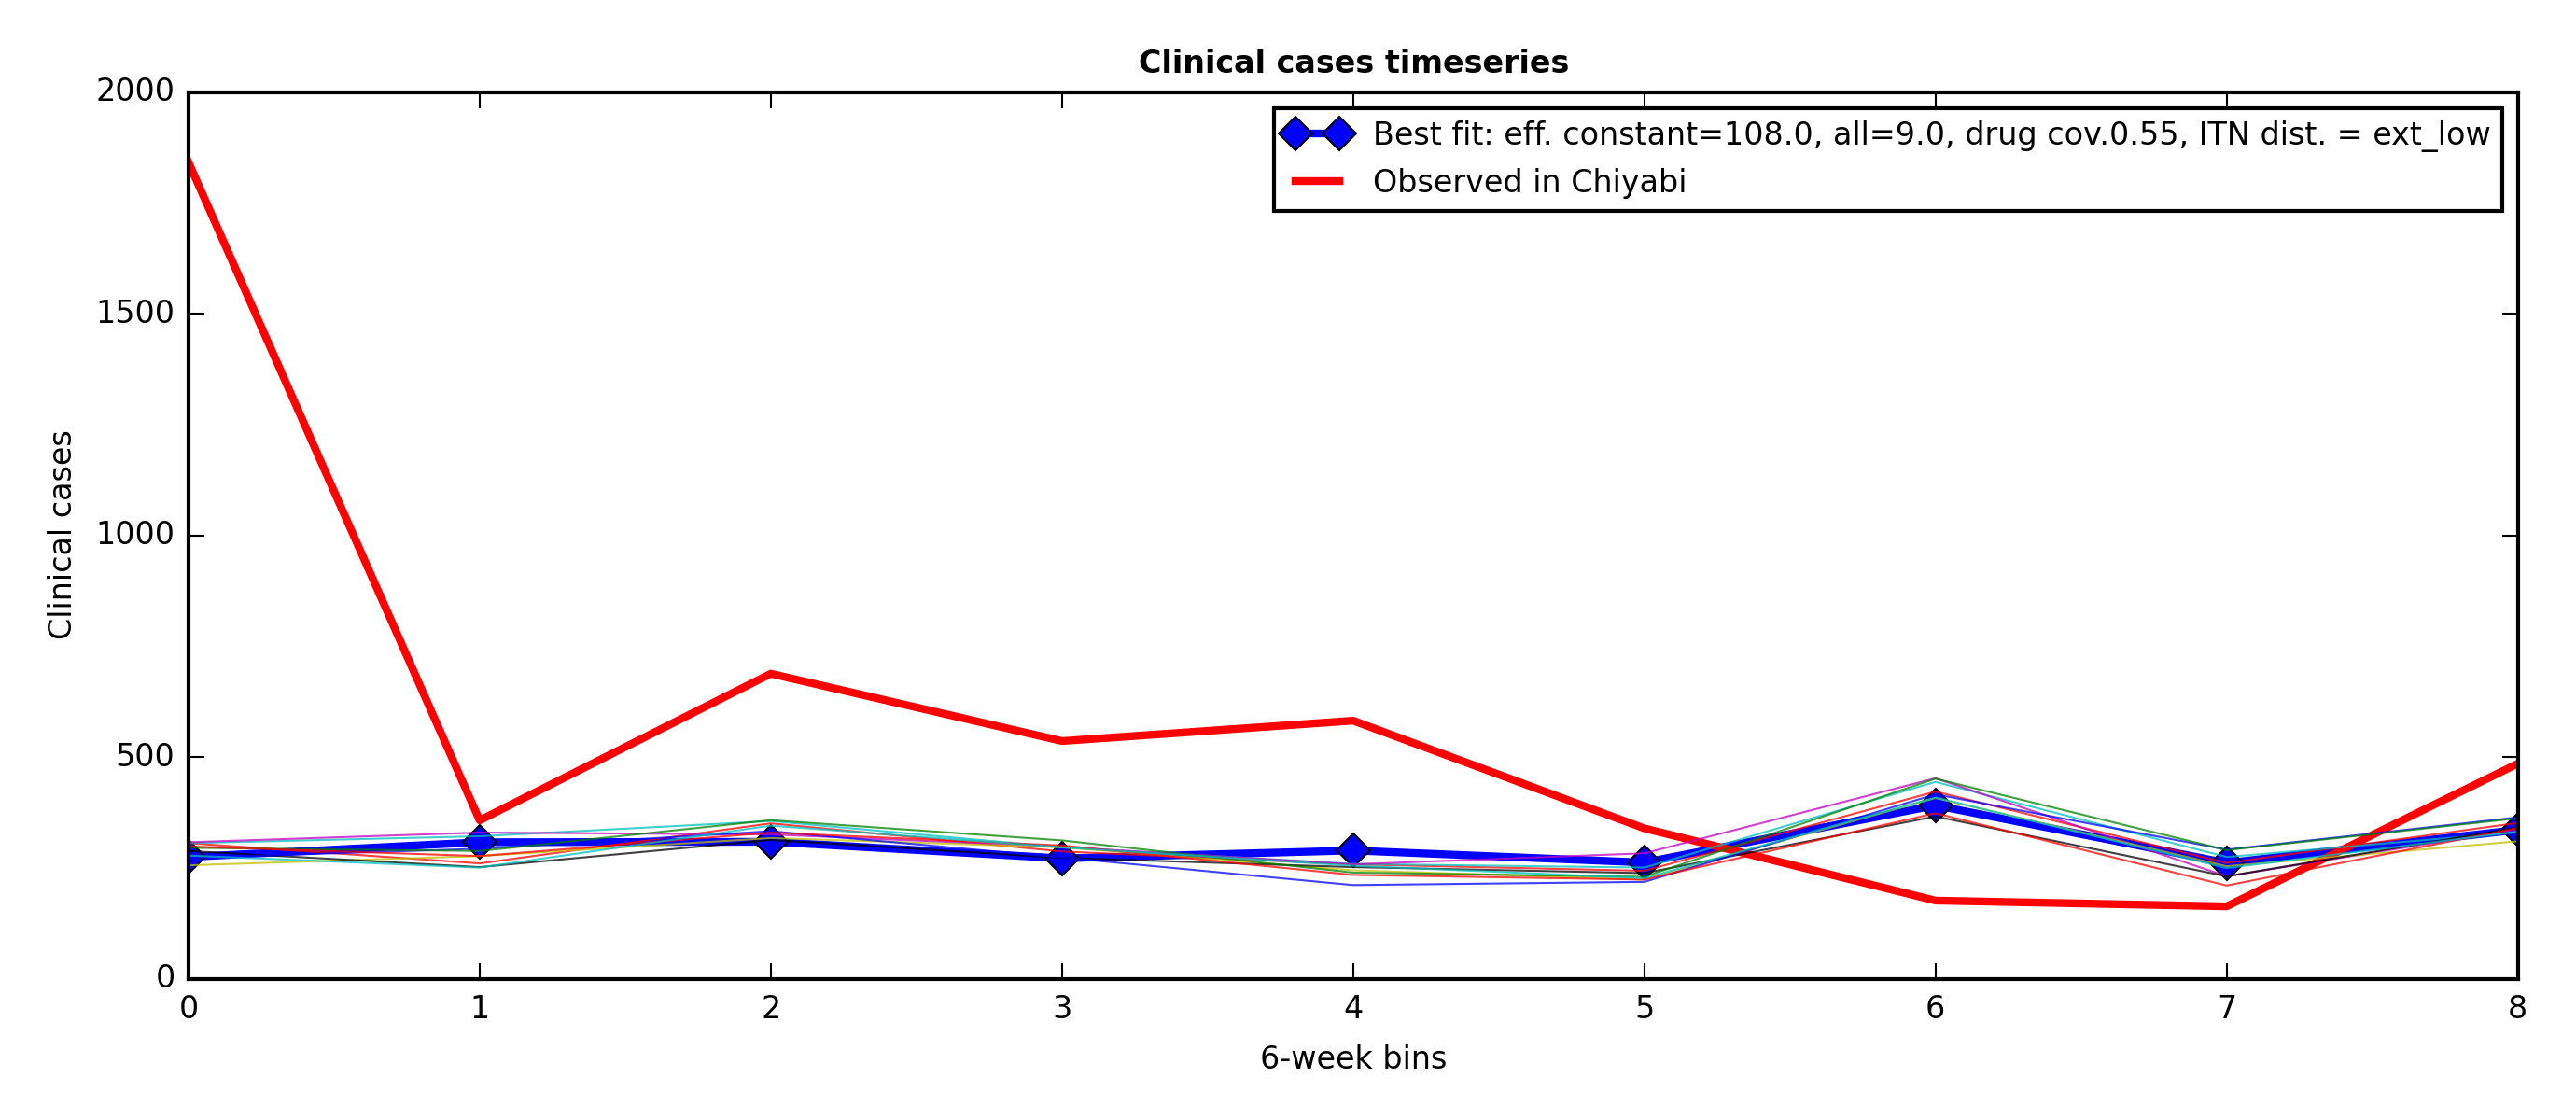 Clinical cases timeseries
2000
1500
1000
500
0
Clinical cases
Best fit: eff. constant=108.0, all=9.0, drug cov.0.55, ITN dist. = ext_low
Observed in Chiyabi
0 1 2 3 4 5 6 7 8
6-week bins